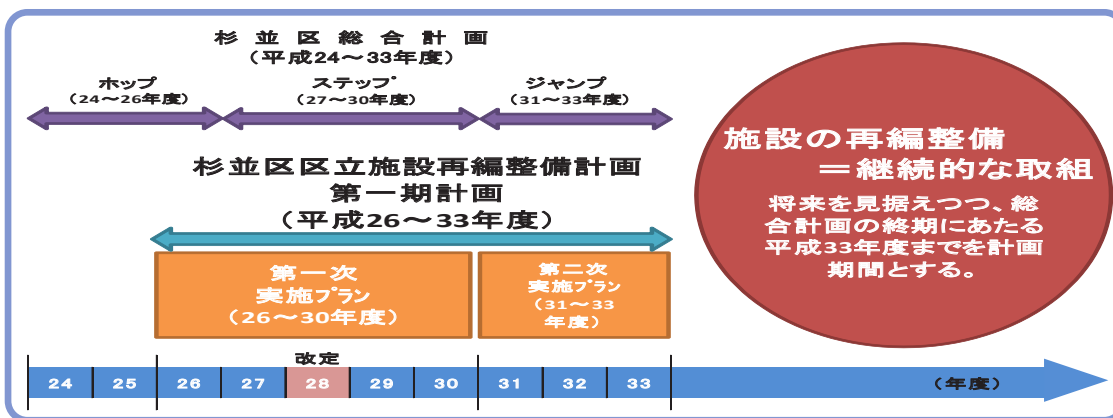 杉並区総合計画
（平成24～33年度）
ホップ
（24～26年度）
ステップ
（27～30年度）
ジャンプ
（31～33年度）
杉並区区立施設再編整備計画
第一期計画
（平成26～33年度）
第一次
実施プラン
（26～30年度）
第二次
実施プラン
（31～33
年度）
施設の再編整備
＝継続的な取組
将来を見据えつつ、総
合計画の終期にあたる
平成33年度までを計画
期間とする。
改定
24 25 26 27 28 29 30 31 32 33 （年度）